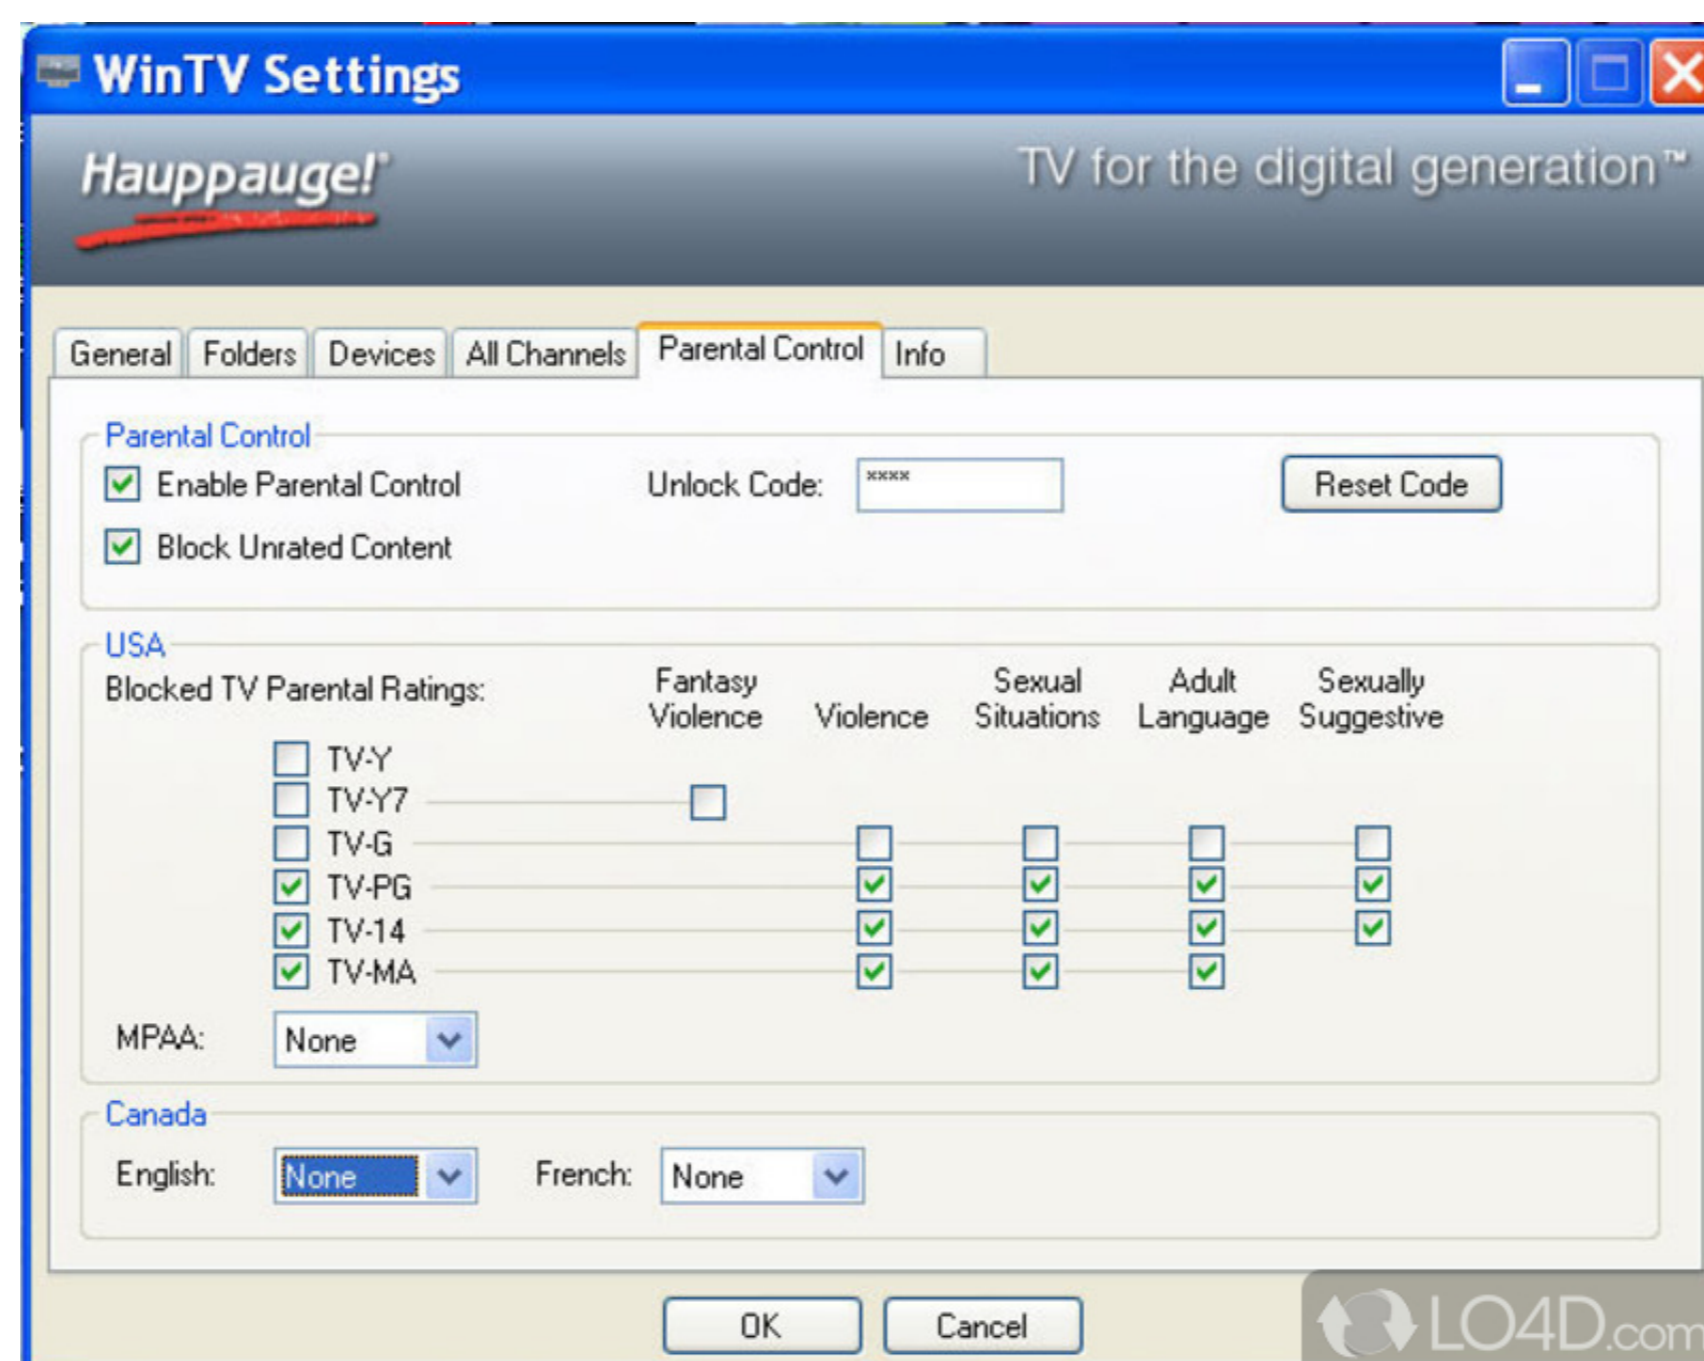 WinTV Settings
Hauppauge!®
TV for the digital generation™
General Folders Devices All Channels Parental Control Info
Parental Control
Enable Parental Control Unlock Code: xxxx Reset Code
Block Unrated Content
USA
Blocked TV Parental Ratings:
Fantasy Violence Violence Sexual Situations Adult Language Sexually Suggestive
TV-Y
TV-Y7
TV-G
TV-PG
TV-14
TV-MA
MPAA: None
Canada
English: None French: None
OK Cancel
LO4D.com